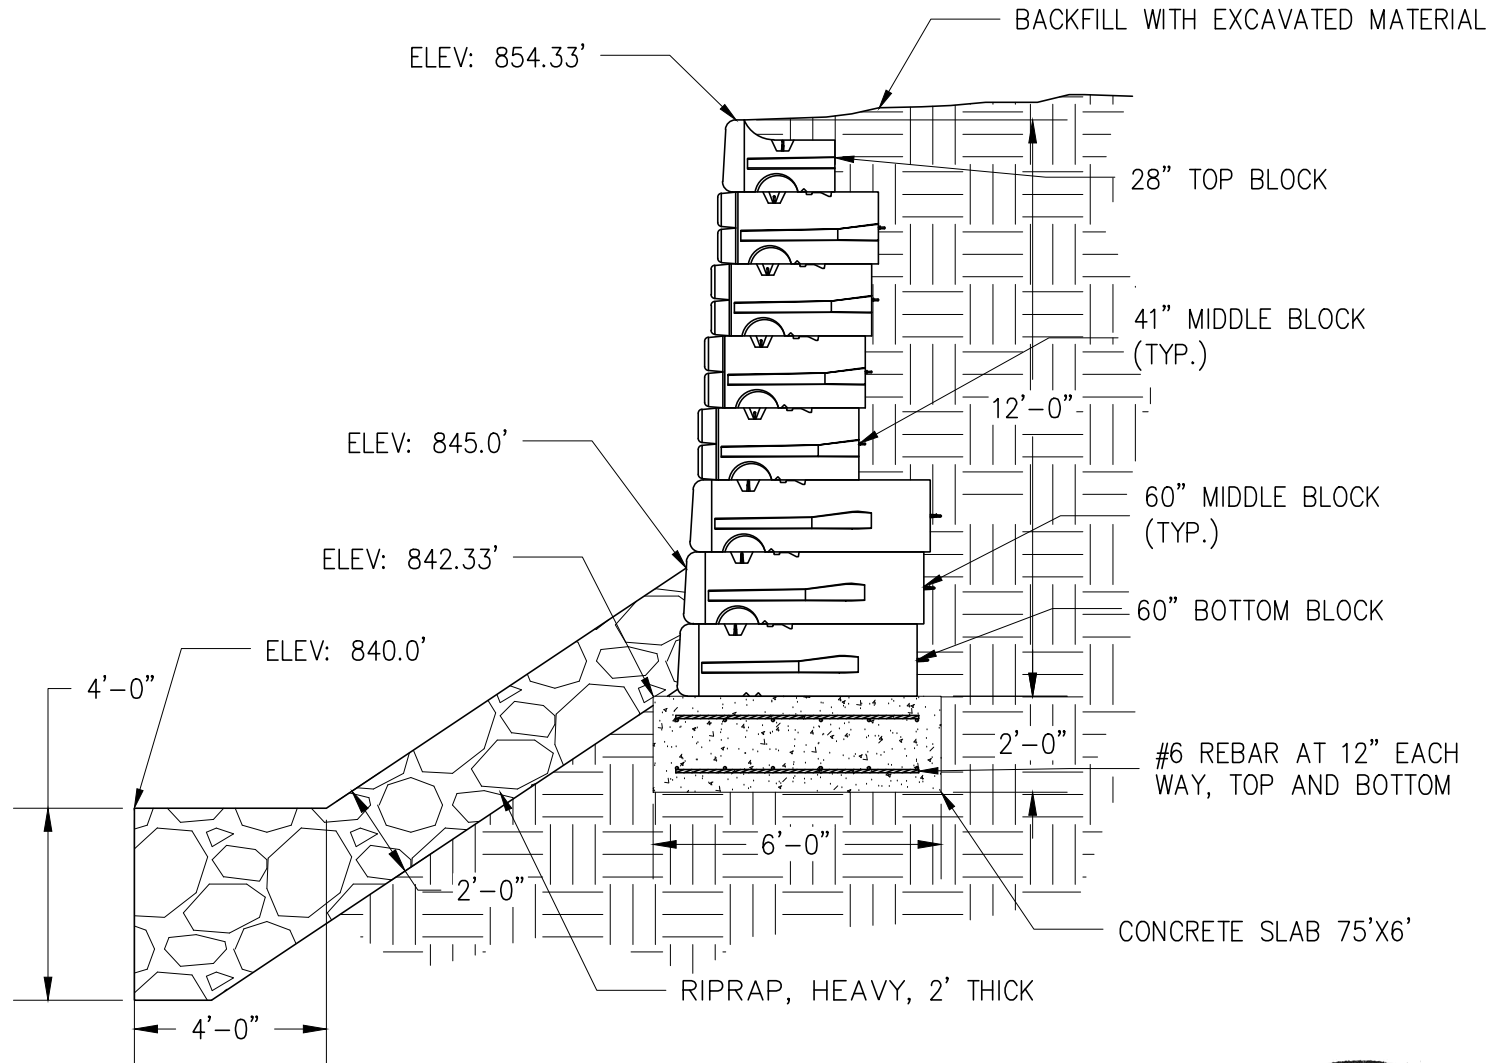 BACKFILL WITH EXCAVATED MATERIAL
ELEV: 854.33'
28" TOP BLOCK
41" MIDDLE BLOCK
(TYP.)
12'-0"
ELEV: 845.0'
60" MIDDLE BLOCK
(TYP.)
ELEV: 842.33'
60" BOTTOM BLOCK
ELEV: 840.0'
4'-0"
2'-0"
#6 REBAR AT 12" EACH
WAY, TOP AND BOTTOM
6'-0"
2'-0"
CONCRETE SLAB 75'X6'
RIPRAP, HEAVY, 2' THICK
4'-0"